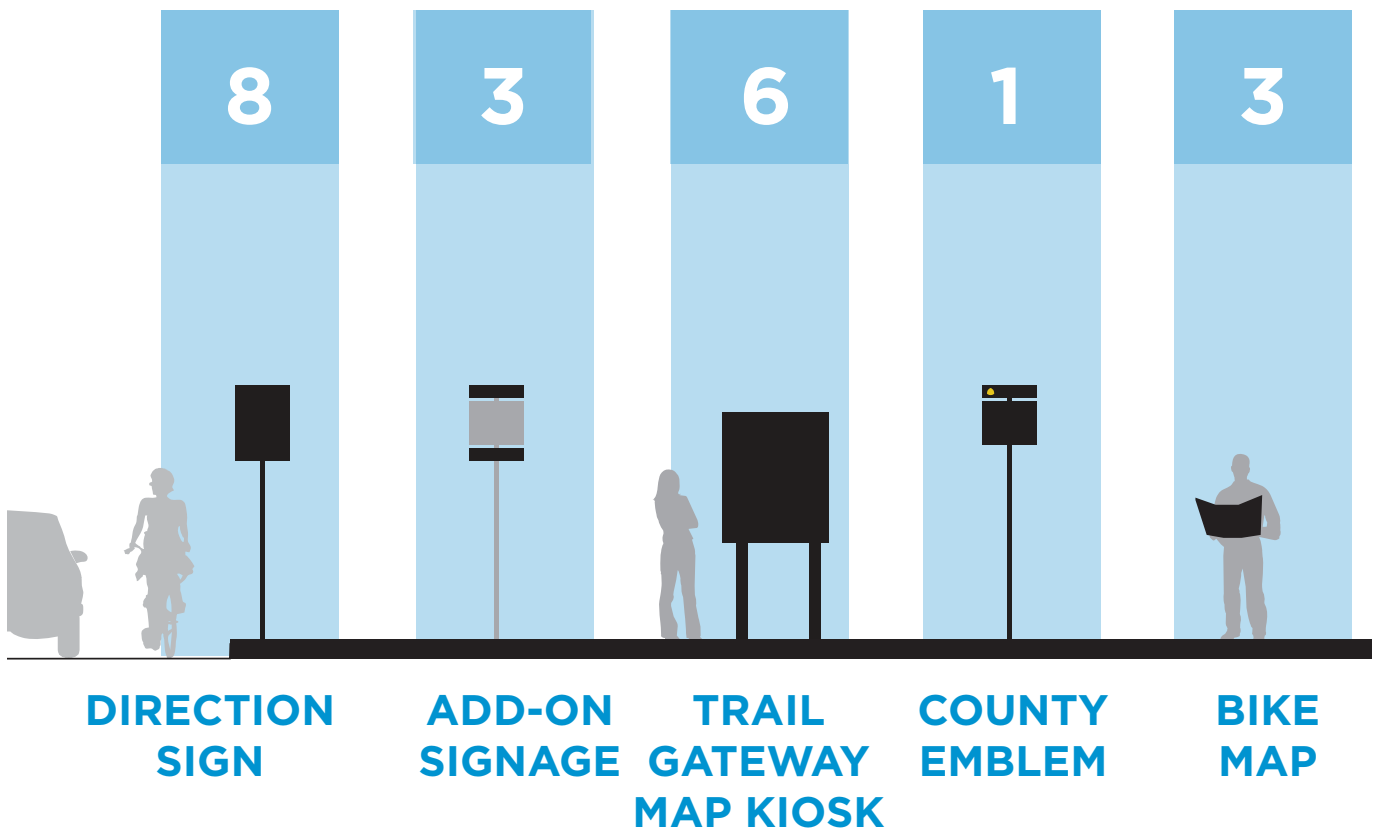 8
3
6
1
3
DIRECTION
SIGN
ADD-ON
SIGNAGE
TRAIL
GATEWAY
MAP KIOSK
COUNTY
EMBLEM
BIKE
MAP